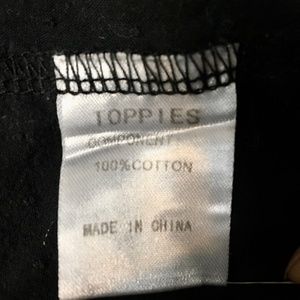 TOPPIES
COMPONENT
100%COTTON
MADE IN CHINA